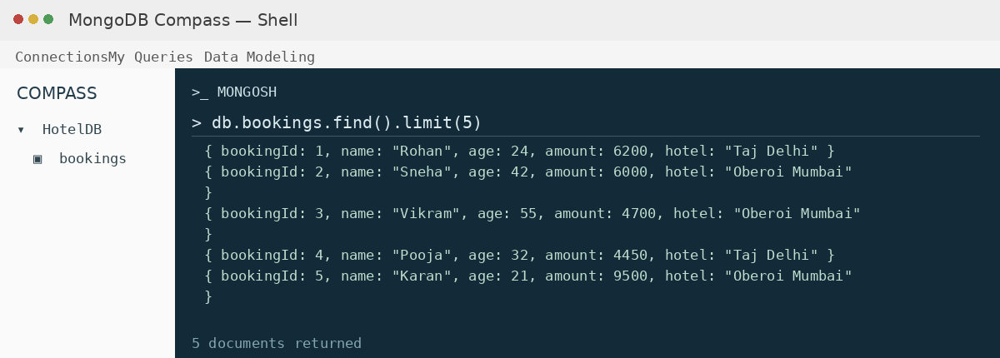 MongoDB Compass — Shell
Connections My Queries Data Modeling
COMPASS
▾ HotelDB
▣ bookings
>_ MONGOSH
> db.bookings.find().limit(5)
{ bookingId: 1, name: "Rohan", age: 24, amount: 6200, hotel: "Taj Delhi" }
{ bookingId: 2, name: "Sneha", age: 42, amount: 6000, hotel: "Oberoi Mumbai"
}
{ bookingId: 3, name: "Vikram", age: 55, amount: 4700, hotel: "Oberoi Mumbai"
}
{ bookingId: 4, name: "Pooja", age: 32, amount: 4450, hotel: "Taj Delhi" }
{ bookingId: 5, name: "Karan", age: 21, amount: 9500, hotel: "Oberoi Mumbai"
}
5 documents returned